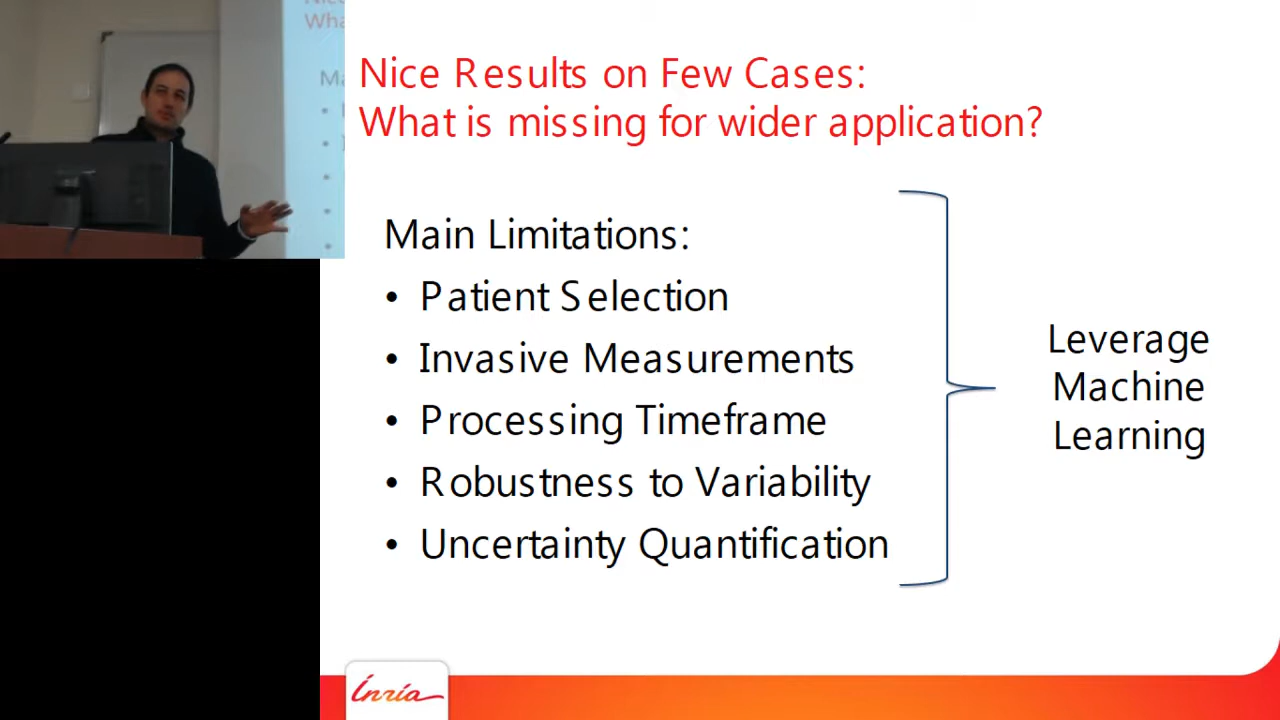 Nice Results on Few Cases:
What is missing for wider application?
Main Limitations:
• Patient Selection
• Invasive Measurements
• Processing Timeframe
• Robustness to Variability
• Uncertainty Quantification
Leverage
Machine
Learning
Inria